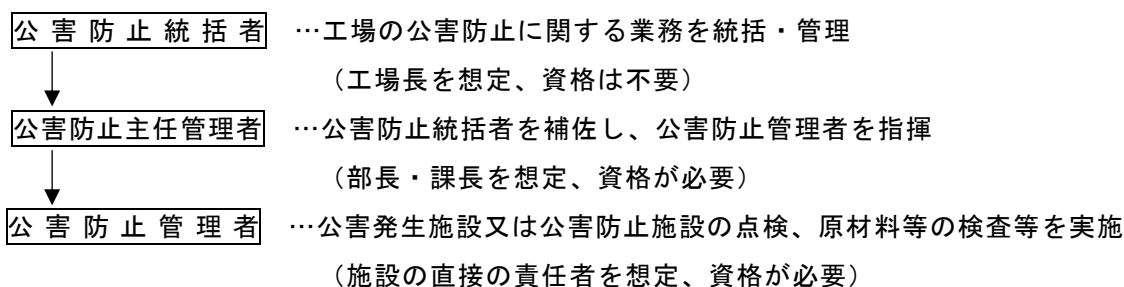 公害防止統括者 …工場の公害防止に関する業務を統括・管理
（工場長を想定、資格は不要）
公害防止主任管理者 …公害防止統括者を補佐し、公害防止管理者を指揮
（部長・課長を想定、資格が必要）
公害防止管理者 …公害発生施設又は公害防止施設の点検、原材料等の検査等を実施
（施設の直接の責任者を想定、資格が必要）